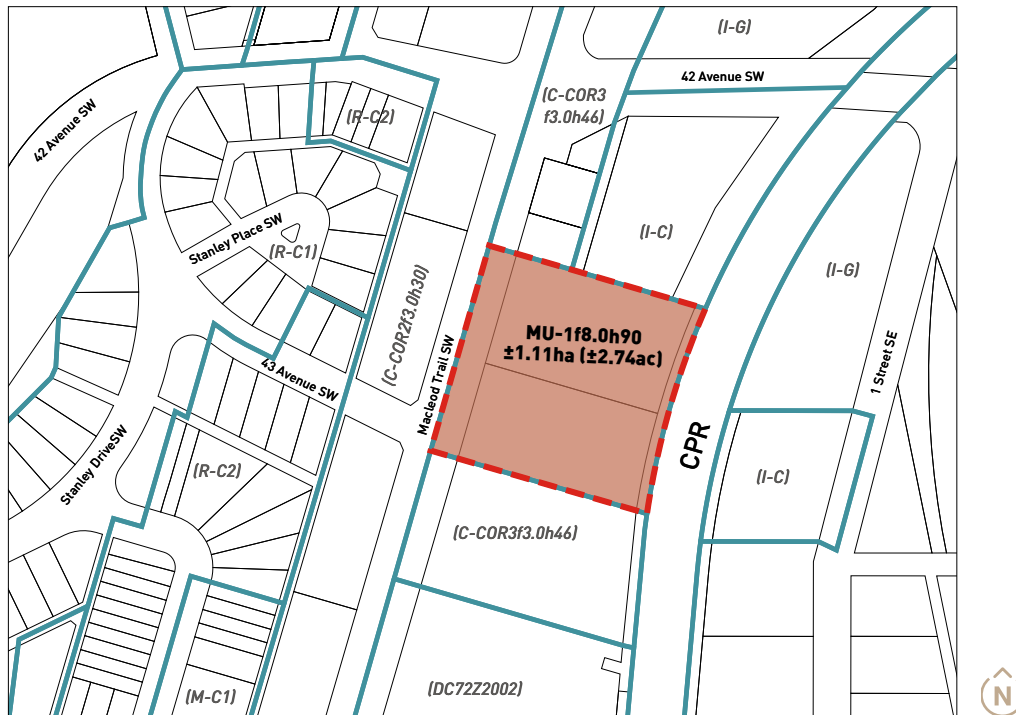 (I-G)
42 Avenue SW
(C-COR3
f3.0h46)
42 Avenue SW
(R-C2)
Stanley Place SW
(R-C1)
(I-C)
(I-G)
(C-COR2f3.0h30)
MU-1f8.0h90
±1.11ha (±2.74ac)
Macleod Trail SW
43 Avenue SW
1 Street SE
Stanley DriveSW
(R-C2)
CPR
(I-C)
(C-COR3f3.0h46)
(M-C1)
(DC72Z2002)
N